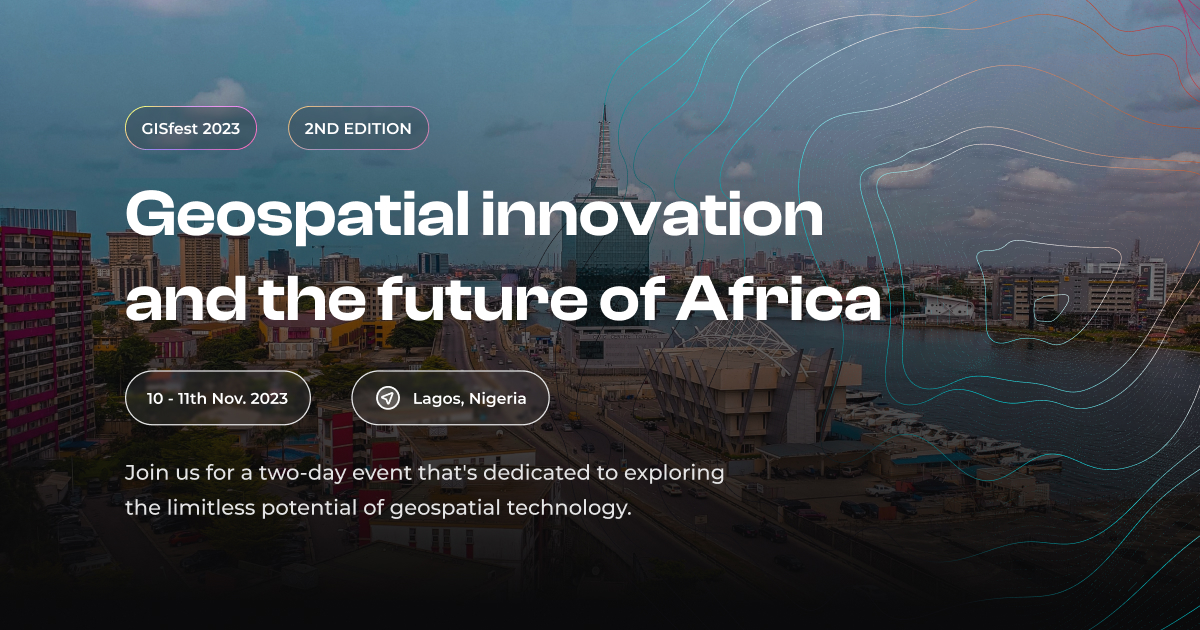 GISfest 2023
2ND EDITION
Geospatial innovation
and the future of Africa
10 - 11th Nov. 2023
Lagos, Nigeria
Join us for a two-day event that's dedicated to exploring
the limitless potential of geospatial technology.